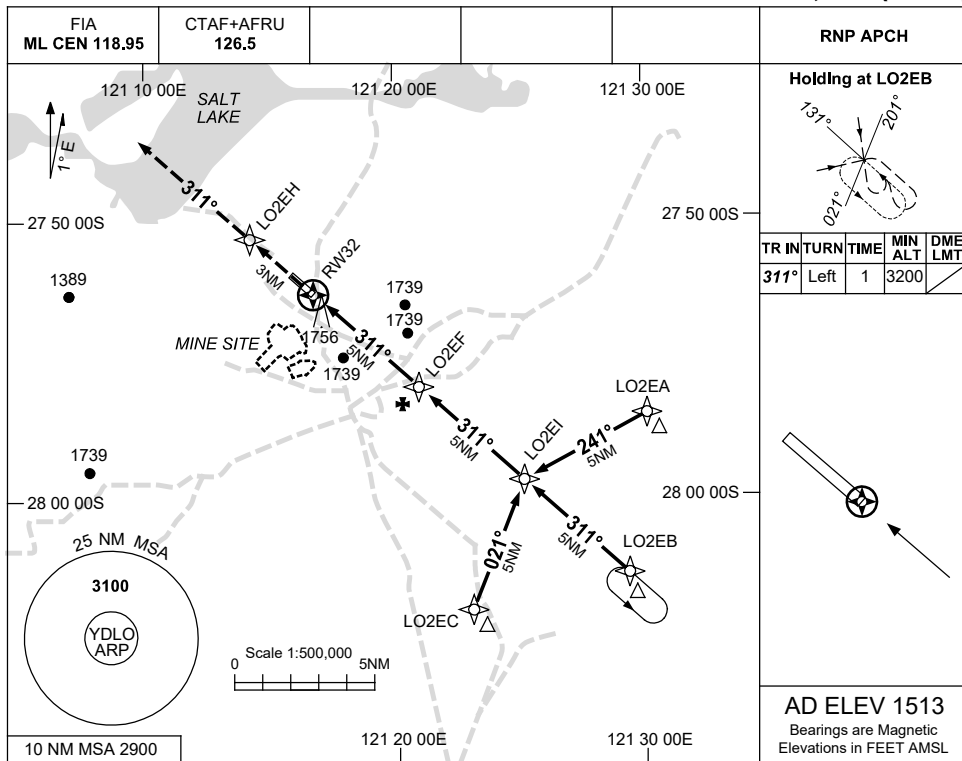 FIA
ML CEN 118.95
CTAF+AFRU
126.5
RNP APCH
121 10 00E
121 20 00E
121 30 00E
SALT
LAKE
1° E
311°
LO2EH
27 50 00S
27 50 00S
3NM
RW32
1389
1739
1739
1756
MINE SITE
1739
311°
5NM
LO2EF
LO2EA
LO2EI
311°
5NM
241°
5NM
1739
28 00 00S
28 00 00S
311°
5NM
LO2EB
021°
5NM
LO2EC
25 NM MSA
3100
YDLO
ARP
Scale 1:500,000
0
5NM
10 NM MSA 2900
121 20 00E
121 30 00E
Holding at LO2EB
131°
201°
021°
TR IN TURN TIME MIN ALT DME LMT
311° Left 1 3200
AD ELEV 1513
Bearings are Magnetic
Elevations in FEET AMSL